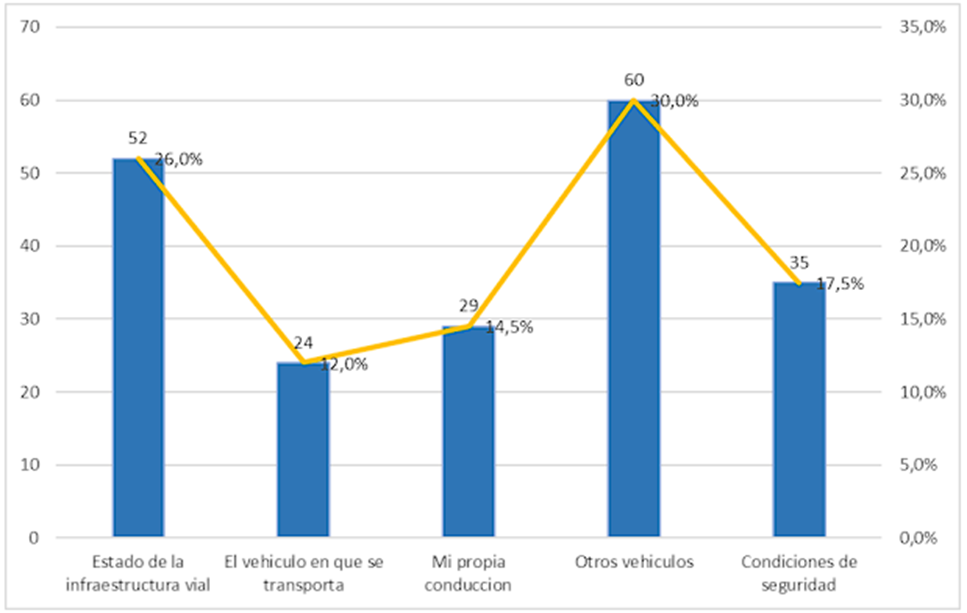 70
60
50
40
30
20
10
0
35,0%
30,0%
25,0%
20,0%
15,0%
10,0%
5,0%
0,0%
52
26,0%
24
12,0%
29
14,5%
60
30,0%
35
17,5%
Estado de la
infraestructura vial
El vehiculo en que se
transporta
Mi propia
conduccion
Otros vehiculos
Condiciones de
seguridad